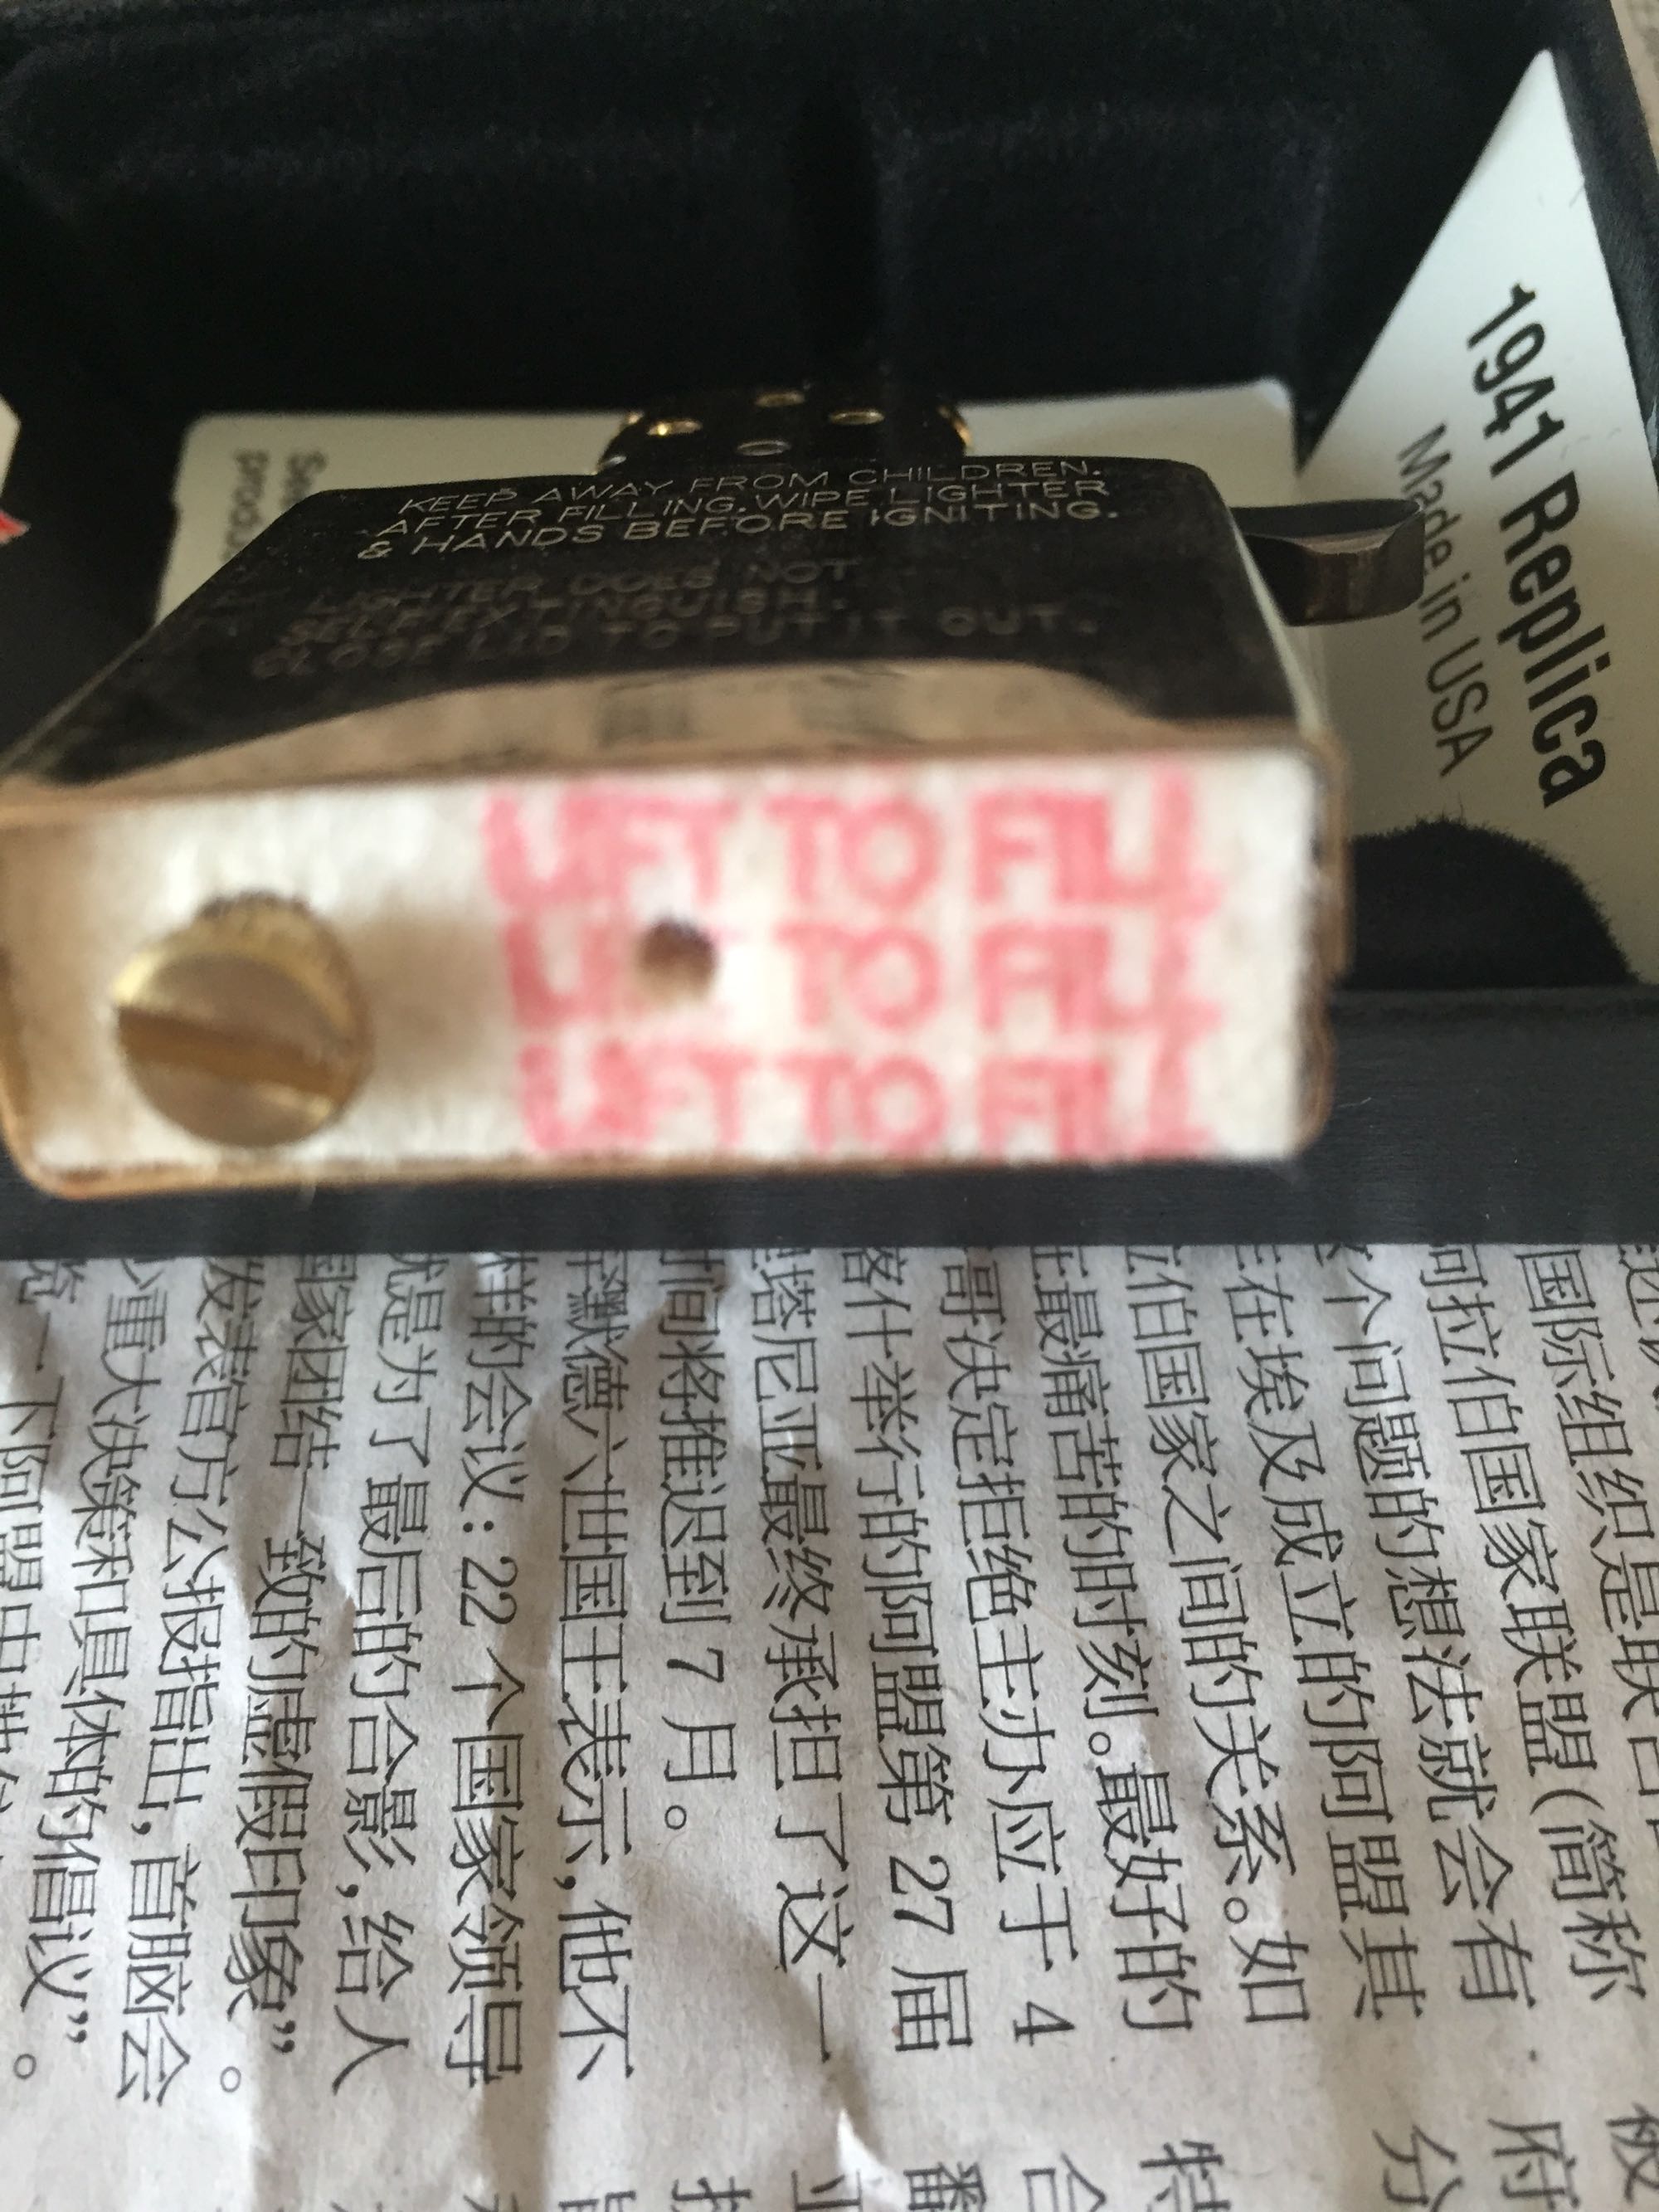 1941 Replica
Made in USA
KEEP AWAY FROM CHILDREN.
AFTER FILLING. WIPE LIGHTER
& HANDS BEFORE IGNITING.
LIGHTER DOES NOT
SELF EXTINGUISH.
CLOSE LID TO PUT IT OUT.
LIFT TO FILL
LIFT TO FILL
LIFT TO FILL
国际组织是联合
阿拉伯国家联盟(简称
个问题的想法就会有
在埃及成立的阿盟其
伯国家之间的关系。如
在最痛苦的时刻。最好的
哥决定拒绝主办应于 4
格什举行的阿盟第 27 届
塔尼亚最终承担了这一
时间将推迟到 7 月。
默德六世国王表示,他不
样的会议: 22 个国家领导
就是为了最后的合影,给人
国家团结一致的虚假印象”。
发表官方公报指出,首脑会
重大决策和具体的倡议”。
一下阿盟